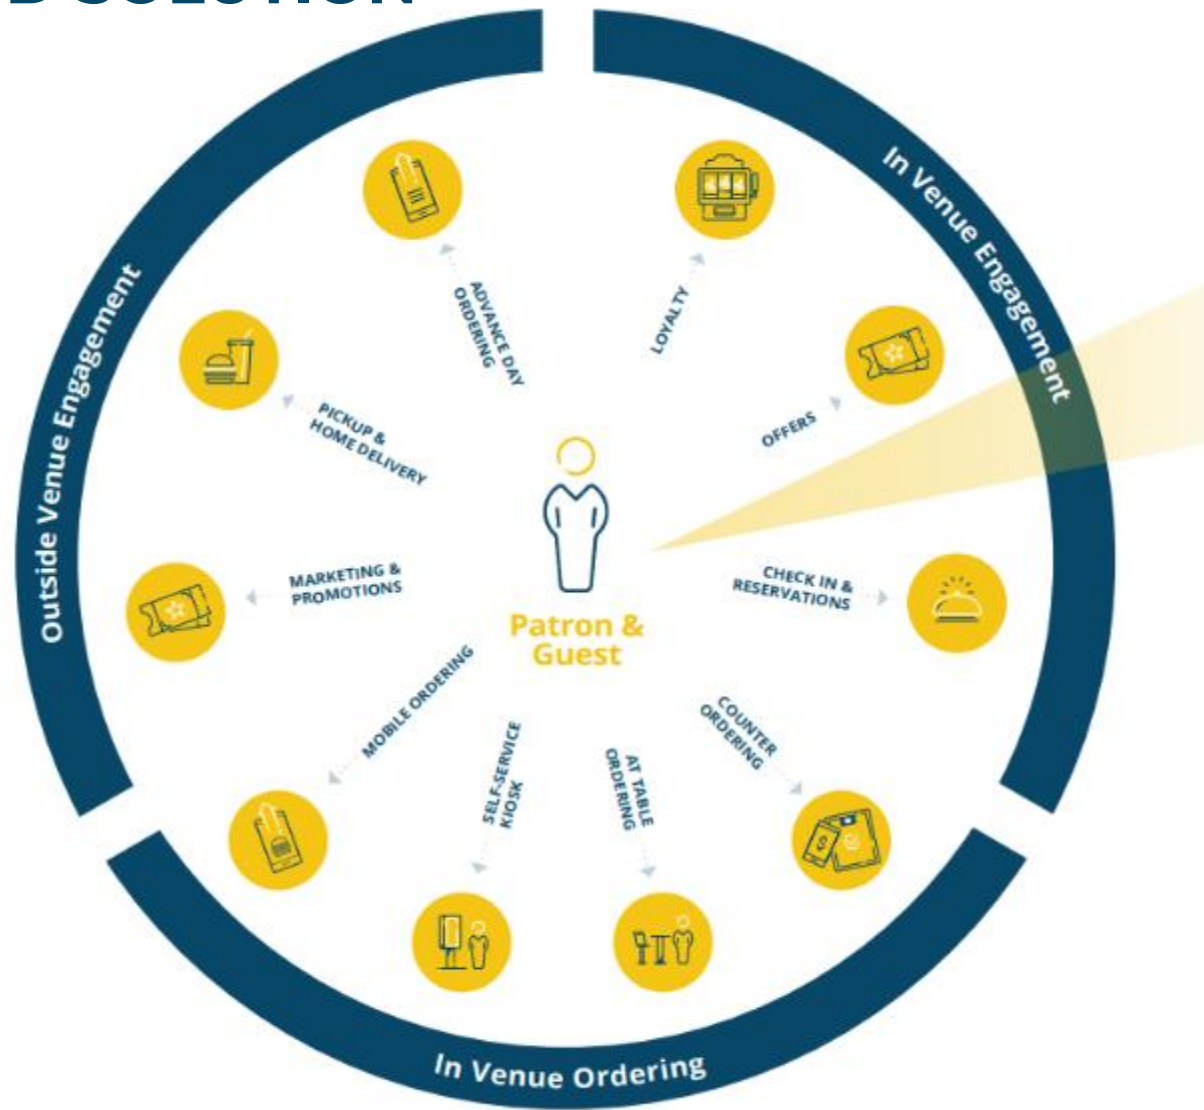 D SOLUTION
Outside Venue Engagement
In Venue Engagement
ADVANCE DAY
ORDERING
LOYALTY
PICKUP &
HOME DELIVERY
OFFERS
MARKETING &
PROMOTIONS
CHECK IN &
RESERVATIONS
Patron &
Guest
MOBILE ORDERING
SELF-SERVICE
KIOSK
AT TABLE
ORDERING
COUNTER
ORDERING
In Venue Ordering